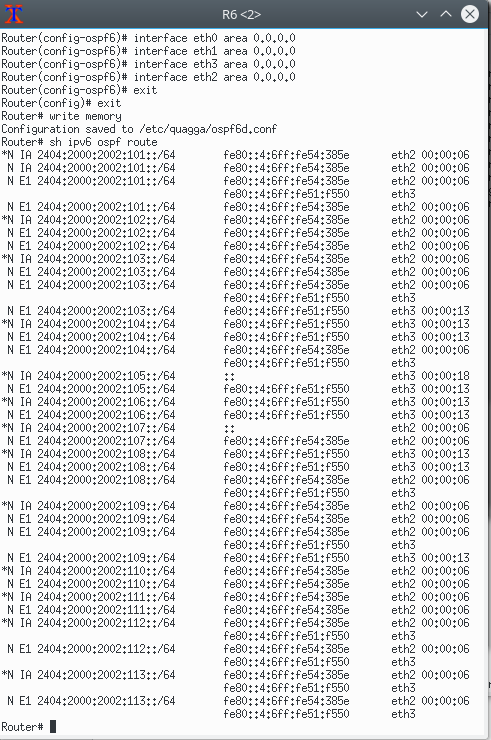 R6 <2>
Router(config-ospf6)# interface eth0 area 0.0.0.0
Router(config-ospf6)# interface eth1 area 0.0.0.0
Router(config-ospf6)# interface eth3 area 0.0.0.0
Router(config-ospf6)# interface eth2 area 0.0.0.0
Router(config-ospf6)# exit
Router(config)# exit
Router# write memory
Configuration saved to /etc/quagga/ospf6d.conf
Router# sh ipv6 ospf route
*N IA 2404:2000:2002:101::/64 fe80::4:6ff:fe54:385e eth2 00:00:06
*N IA 2404:2000:2002:101::/64 fe80::4:6ff:fe54:385e eth2 00:00:06
N E1 2404:2000:2002:101::/64 fe80::4:6ff:fe54:385e eth2 00:00:06
fe80::4:6ff:fe51:f550 eth3
N E1 2404:2000:2002:101::/64 fe80::4:6ff:fe54:385e eth2 00:00:06
*N IA 2404:2000:2002:102::/64 fe80::4:6ff:fe54:385e eth2 00:00:06
N E1 2404:2000:2002:102::/64 fe80::4:6ff:fe54:385e eth2 00:00:06
N E1 2404:2000:2002:102::/64 fe80::4:6ff:fe54:385e eth2 00:00:06
*N IA 2404:2000:2002:103::/64 fe80::4:6ff:fe54:385e eth2 00:00:06
N E1 2404:2000:2002:103::/64 fe80::4:6ff:fe54:385e eth2 00:00:06
N E1 2404:2000:2002:103::/64 fe80::4:6ff:fe54:385e eth2 00:00:06
fe80::4:6ff:fe51:f550 eth3
N E1 2404:2000:2002:103::/64 fe80::4:6ff:fe51:f550 eth3 00:00:13
*N IA 2404:2000:2002:104::/64 fe80::4:6ff:fe51:f550 eth3 00:00:13
N E1 2404:2000:2002:104::/64 fe80::4:6ff:fe51:f550 eth3 00:00:13
N E1 2404:2000:2002:104::/64 fe80::4:6ff:fe54:385e eth2 00:00:06
fe80::4:6ff:fe51:f550 eth3
*N IA 2404:2000:2002:105::/64 :: eth3 00:00:18
N E1 2404:2000:2002:105::/64 fe80::4:6ff:fe51:f550 eth3 00:00:13
*N IA 2404:2000:2002:106::/64 fe80::4:6ff:fe51:f550 eth3 00:00:13
N E1 2404:2000:2002:106::/64 fe80::4:6ff:fe51:f550 eth3 00:00:13
*N IA 2404:2000:2002:107::/64 :: eth2 00:00:06
N E1 2404:2000:2002:107::/64 fe80::4:6ff:fe54:385e eth2 00:00:06
*N IA 2404:2000:2002:108::/64 fe80::4:6ff:fe51:f550 eth3 00:00:13
N E1 2404:2000:2002:108::/64 fe80::4:6ff:fe51:f550 eth3 00:00:13
N E1 2404:2000:2002:108::/64 fe80::4:6ff:fe54:385e eth2 00:00:06
fe80::4:6ff:fe51:f550 eth3
*N IA 2404:2000:2002:109::/64 fe80::4:6ff:fe54:385e eth2 00:00:06
N E1 2404:2000:2002:109::/64 fe80::4:6ff:fe54:385e eth2 00:00:06
N E1 2404:2000:2002:109::/64 fe80::4:6ff:fe54:385e eth2 00:00:06
fe80::4:6ff:fe51:f550 eth3
N E1 2404:2000:2002:109::/64 fe80::4:6ff:fe51:f550 eth3 00:00:13
*N IA 2404:2000:2002:110::/64 fe80::4:6ff:fe54:385e eth2 00:00:06
N E1 2404:2000:2002:110::/64 fe80::4:6ff:fe54:385e eth2 00:00:06
*N IA 2404:2000:2002:111::/64 fe80::4:6ff:fe54:385e eth2 00:00:06
N E1 2404:2000:2002:111::/64 fe80::4:6ff:fe54:385e eth2 00:00:06
*N IA 2404:2000:2002:112::/64 fe80::4:6ff:fe54:385e eth2 00:00:06
fe80::4:6ff:fe51:f550 eth3
N E1 2404:2000:2002:112::/64 fe80::4:6ff:fe54:385e eth2 00:00:06
fe80::4:6ff:fe51:f550 eth3
*N IA 2404:2000:2002:113::/64 fe80::4:6ff:fe54:385e eth2 00:00:06
fe80::4:6ff:fe51:f550 eth3
N E1 2404:2000:2002:113::/64 fe80::4:6ff:fe54:385e eth2 00:00:06
fe80::4:6ff:fe51:f550 eth3
Router#